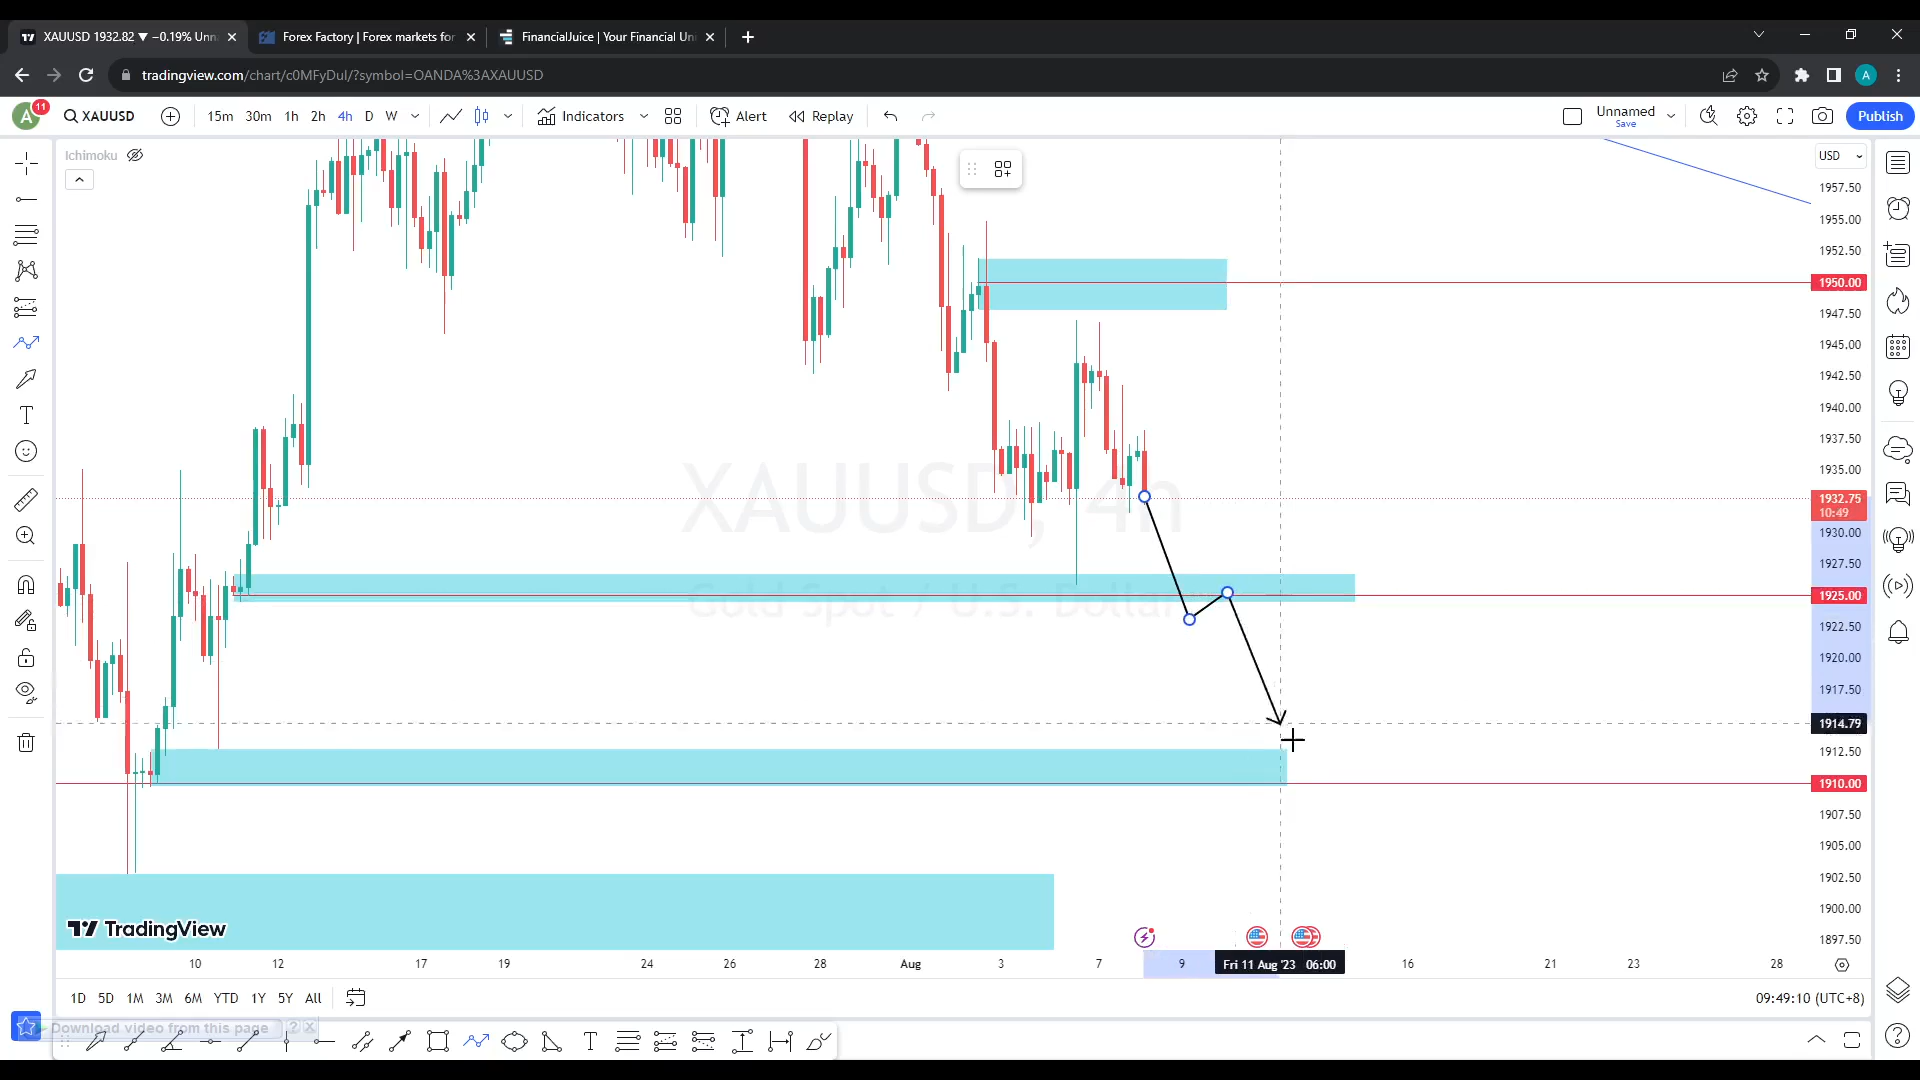 XAUUSD 1932.82 ▼ −0.19% Unn
Forex Factory | Forex markets for
FinancialJuice | Your Financial Uni
tradingview.com/chart/c0MFyDul/?symbol=OANDA%3AXAUUSD
A
A
11
XAUUSD
15m
30m
1h
2h
4h
D
W
Indicators
Alert
Replay
Unnamed
Save
Publish
Ichimoku
USD
1957.50
1955.00
1952.50
1950.00
1947.50
1945.00
1942.50
1940.00
1937.50
1935.00
1932.75
10:49
1930.00
1927.50
1925.00
1922.50
1920.00
1917.50
1914.79
1912.50
1910.00
1907.50
1905.00
1902.50
1900.00
1897.50
XAUUSD, 4h
Gold Spot / U.S. Dollar
TradingView
10
12
17
19
24
26
28
Aug
3
7
9
Fri 11 Aug '23 06:00
16
21
23
28
1D
5D
1M
3M
6M
YTD
1Y
5Y
All
09:49:10 (UTC+8)
Download video from this page
? X